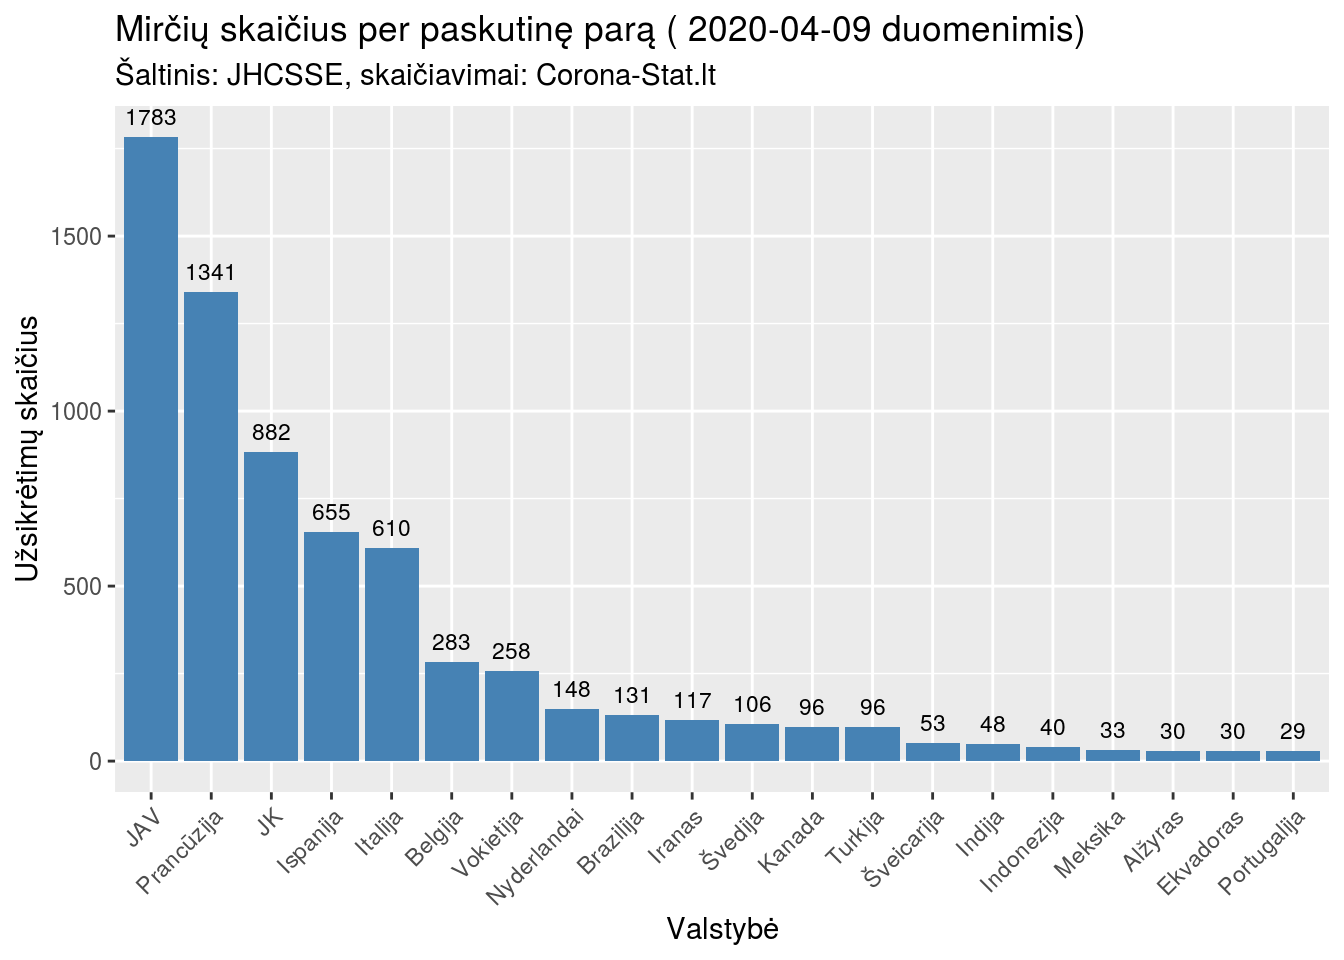 Mirčių skaičius per paskutinę parą ( 2020-04-09 duomenimis)
Šaltinis: JHCSSE, skaičiavimai: Corona-Stat.lt
Užsikrėtimų skaičius
1500
1000
500
0
1783
1341
882
655
610
283
258
148
131
117
106
96
96
53
48
40
33
30
30
29
JAV
Prancūzija
JK
Ispanija
Italija
Belgija
Vokietija
Nyderlandai
Brazilija
Iranas
Švedija
Kanada
Turkija
Šveicarija
Indija
Indonezija
Meksika
Alžyras
Ekvadoras
Portugalija
Valstybė